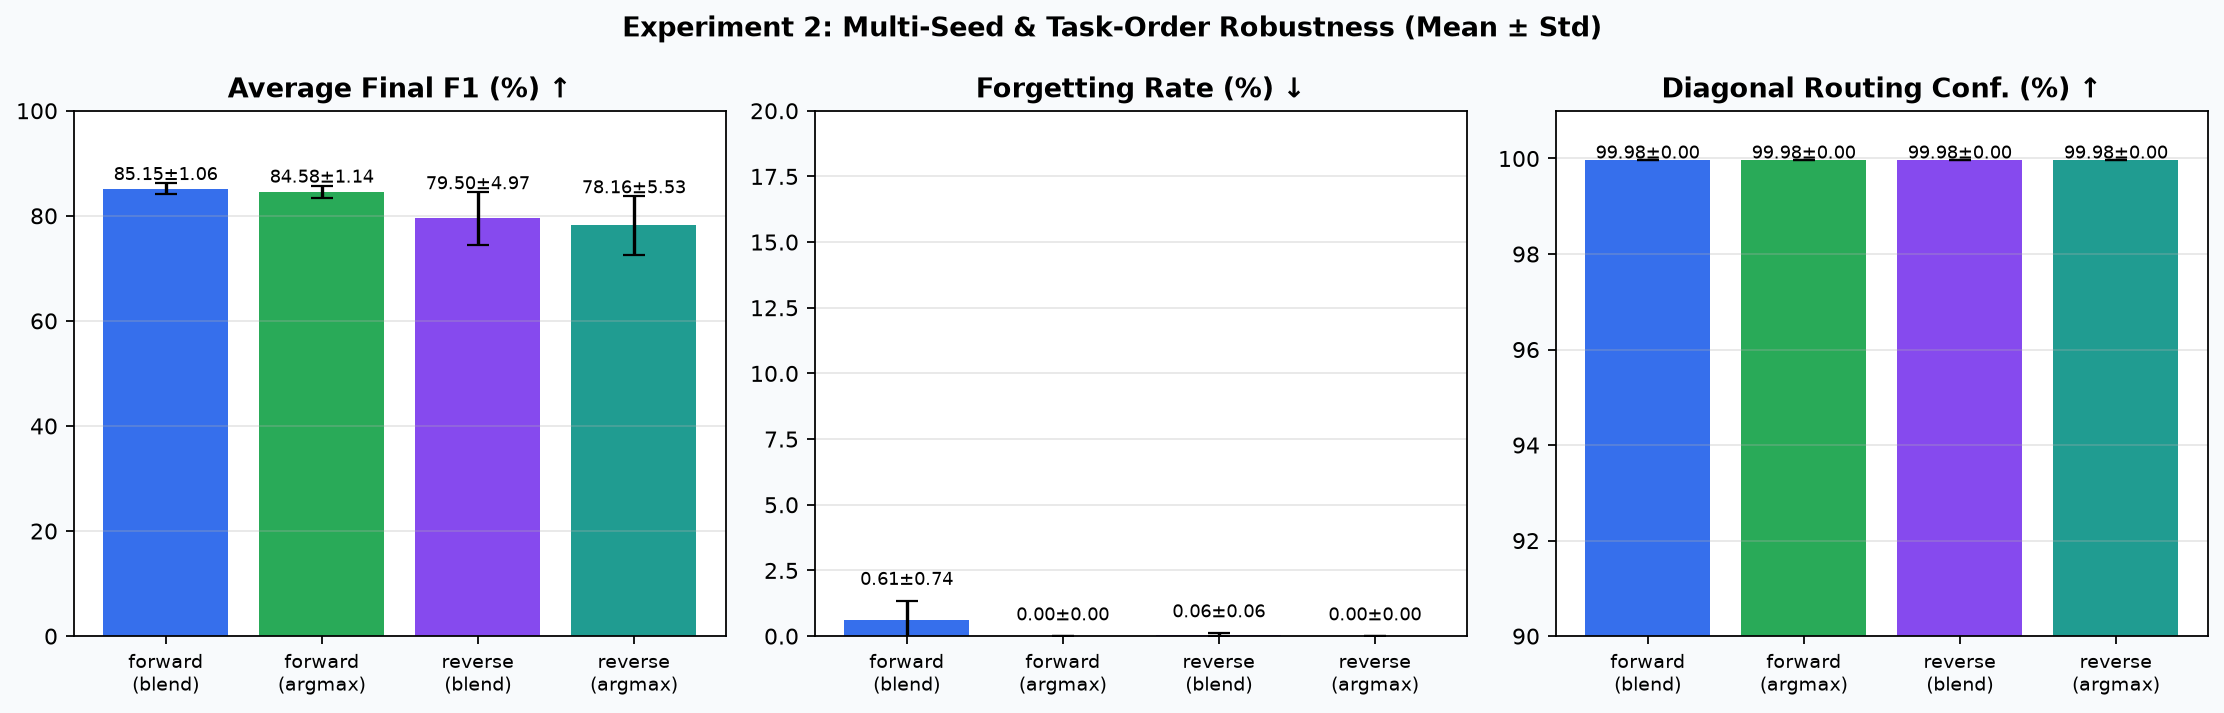 Experiment 2: Multi-Seed & Task-Order Robustness (Mean ± Std)
Average Final F1 (%) ↑
100
80
60
40
20
0
85.15±1.06
84.58±1.14
79.50±4.97
78.16±5.53
forward
(blend)
forward
(argmax)
reverse
(blend)
reverse
(argmax)
Forgetting Rate (%) ↓
20.0
17.5
15.0
12.5
10.0
7.5
5.0
2.5
0.0
0.61±0.74
0.00±0.00
0.06±0.06
0.00±0.00
forward
(blend)
forward
(argmax)
reverse
(blend)
reverse
(argmax)
Diagonal Routing Conf. (%) ↑
100
98
96
94
92
90
99.98±0.00
99.98±0.00
99.98±0.00
99.98±0.00
forward
(blend)
forward
(argmax)
reverse
(blend)
reverse
(argmax)